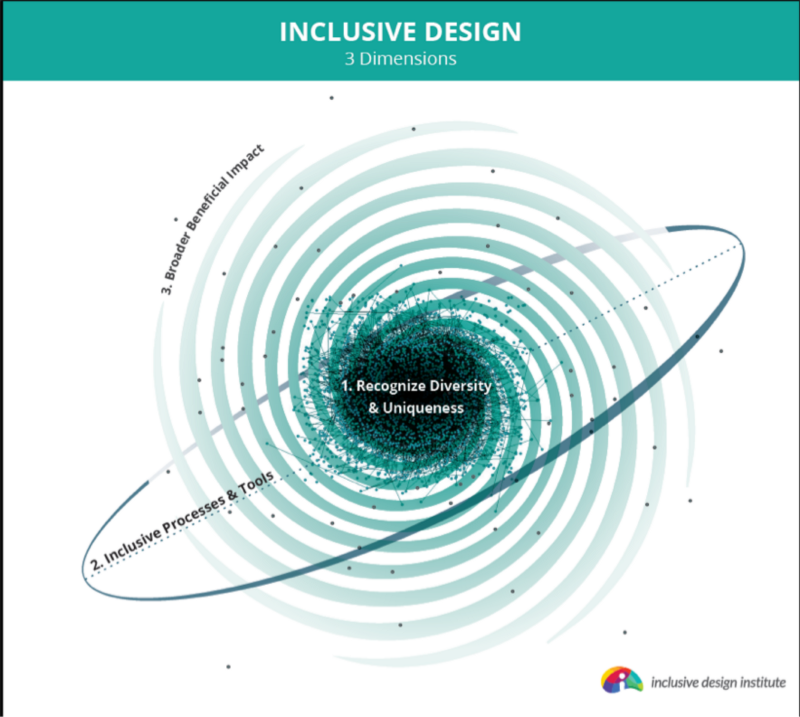 INCLUSIVE DESIGN
3 Dimensions
3. Broader Beneficial Impact
1. Recognize Diversity
& Uniqueness
2. Inclusive Processes & Tools
inclusive design institute